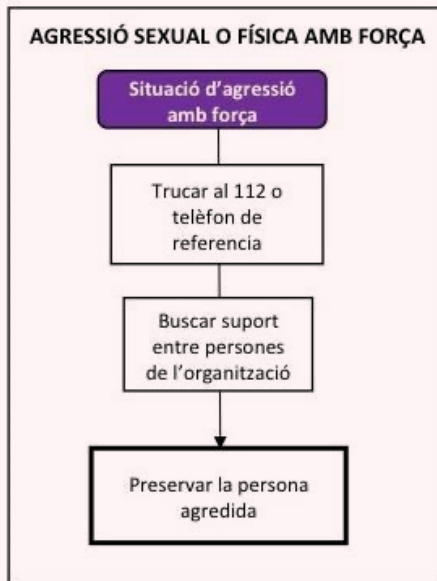 AGRESSIÓ SEXUAL O FÍSICA AMB FORÇA
Situació d'agressió
amb força
Trucar al 112 o
telèfon de
referencia
Buscar suport
entre persones
de l'organització
Preservar la persona
agredida